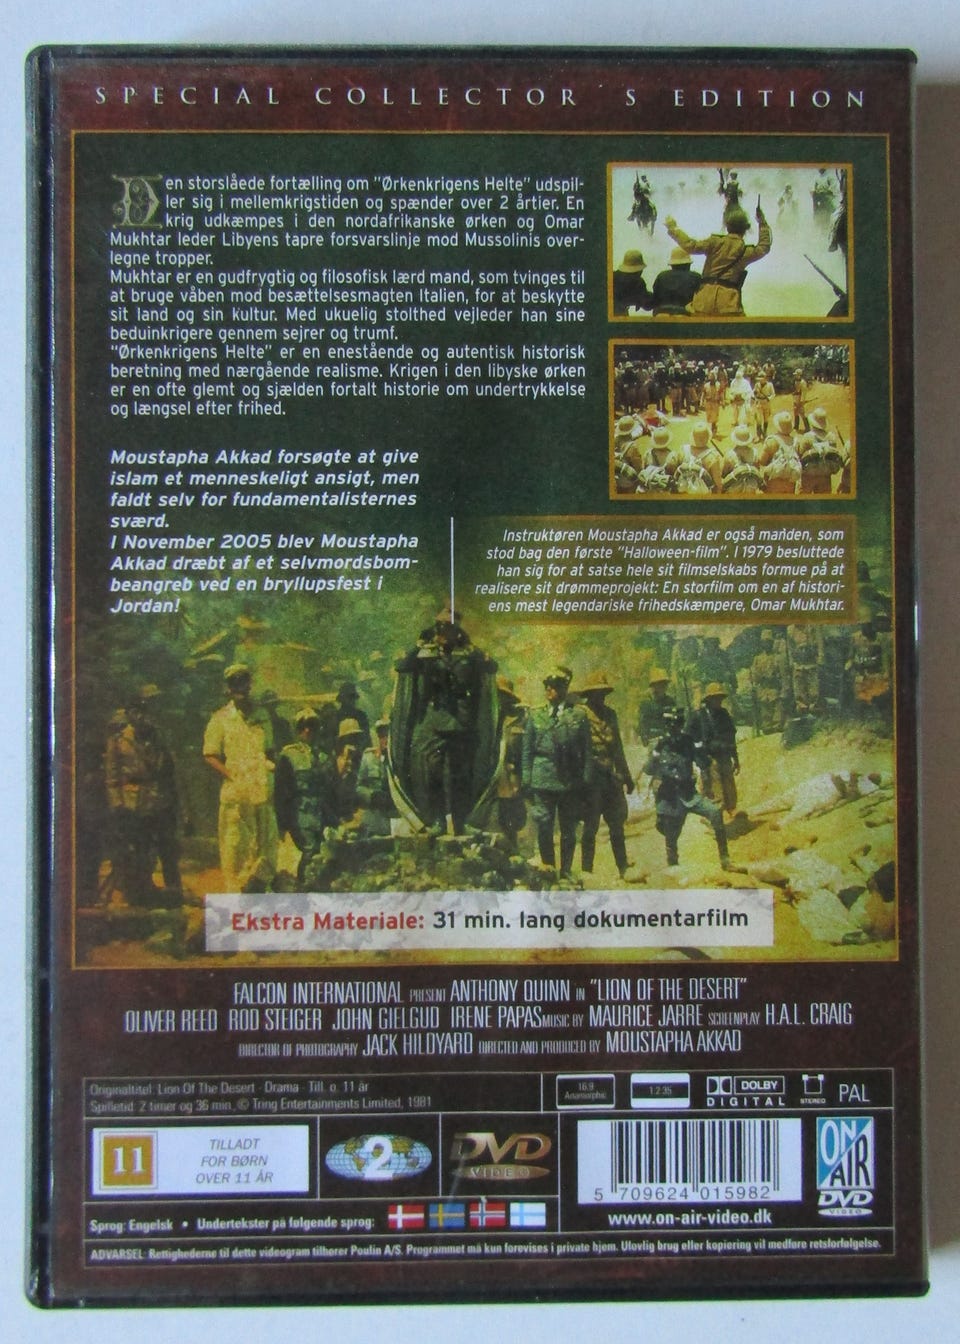 SPECIAL COLLECTOR´S EDITION
Den storslåede fortælling om "Ørkenkrigens Helte" udspil-
ler sig i mellemkrigstiden og spænder over 2 årtier. En
krig udkæmpes i den nordafrikanske ørken og Omar
Mukhtar leder Libyens tapre forsvarslinje mod Mussolinis over-
legne tropper.
Mukhtar er en gudfrygtig og filosofisk lærd mand, som tvinges til
at bruge våben mod besættelsesmagten Italien, for at beskytte
sit land og sin kultur. Med ukuelig stolthed vejleder han sine
beduinkrigere gennem sejrer og trumf.
"Ørkenkrigens Helte" er en enestående og autentisk historisk
beretning med nærgående realisme. Krigen i den libyske ørken
er en ofte glemt og sjælden fortalt historie om undertrykkelse
og længsel efter frihed.
Moustapha Akkad forsøgte at give
islam et menneskeligt ansigt, men
faldt selv for fundamentalisternes
sværd.
I November 2005 blev Moustapha
Akkad dræbt af et selvmordsbom-
beangreb ved en bryllupsfest i
Jordan!
Instruktøren Moustapha Akkad er også manden, som
stod bag den første "Halloween-film". I 1979 besluttede
han sig for at satse hele sit filmselskabs formue på at
realisere sit drømmeprojekt: En storfilm om en af histori-
ens mest legendariske frihedskæmpere, Omar Mukhtar.
Ekstra Materiale: 31 min. lang dokumentarfilm
FALCON INTERNATIONAL PRESENT ANTHONY QUINN IN "LION OF THE DESERT"
OLIVER REED ROD STEIGER JOHN GIELGUD IRENE PAPAS MUSIC BY MAURICE JARRE SCREENPLAY H.A.L. CRAIG
DIRECTOR OF PHOTOGRAPHY JACK HILDYARD DIRECTED AND PRODUCED BY MOUSTAPHA AKKAD
Originaltitel: Lion Of The Desert · Drama · Till. o. 11 år
Spilletid: 2 timer og 36 min. © Tring Entertainments Limited, 1981
16:9
Anamorphic
1:2.35
DOLBY
DIGITAL
STEREO
PAL
11
TILLADT
FOR BØRN
OVER 11 ÅR
2
DVD
VIDEO
5 709624 015982
ON
AIR
DVD
VIDEO
Sprog: Engelsk • Undertekster på følgende sprog:
www.on-air-video.dk
ADVARSEL: Rettighederne til dette videogram tilhører Poulin A/S. Programmet må kun forevises i private hjem. Ulovlig brug eller kopiering vil medføre retsforfølgelse.